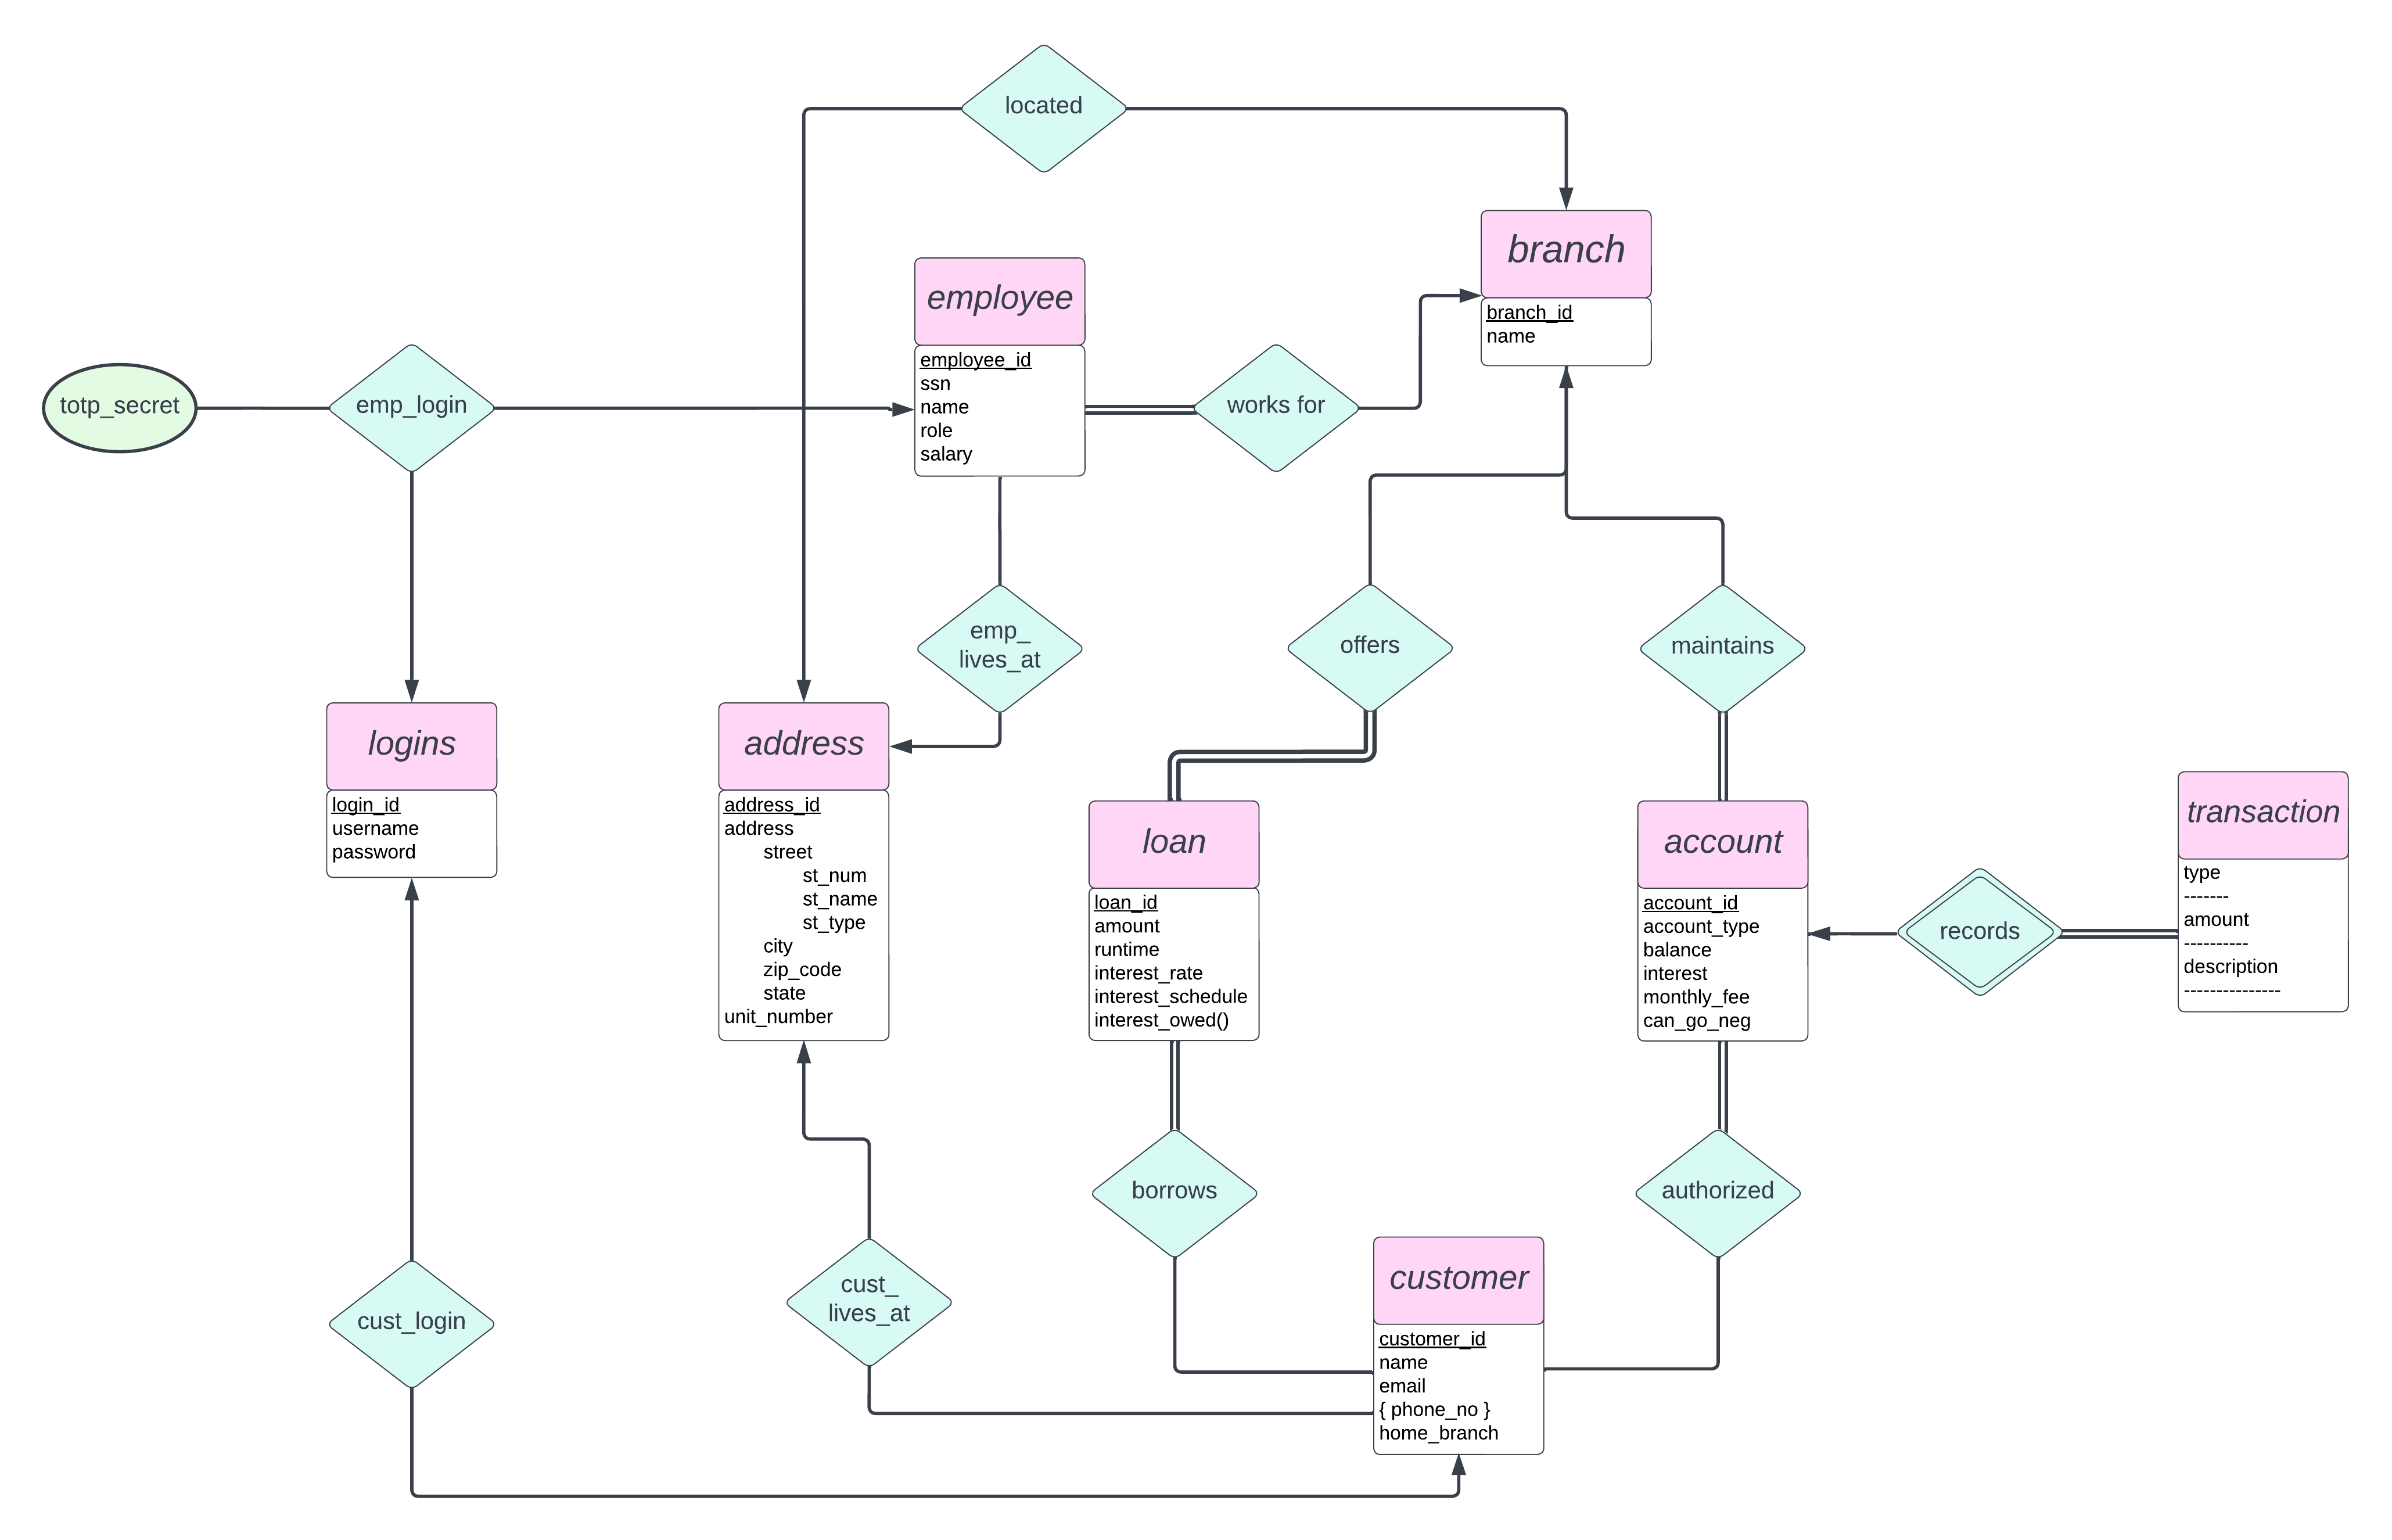 located
branch
branch_id
name
employee
employee_id
ssn
name
role
salary
totp_secret
emp_login
works for
emp_
lives_at
offers
maintains
logins
login_id
username
password
address
address_id
address
street
st_num
st_name
st_type
city
zip_code
state
unit_number
loan
loan_id
amount
runtime
interest_rate
interest_schedule
interest_owed()
account
account_id
account_type
balance
interest
monthly_fee
can_go_neg
records
transaction
type
-------
amount
----------
description
---------------
borrows
authorized
cust_login
cust_
lives_at
customer
customer_id
name
email
{ phone_no }
home_branch